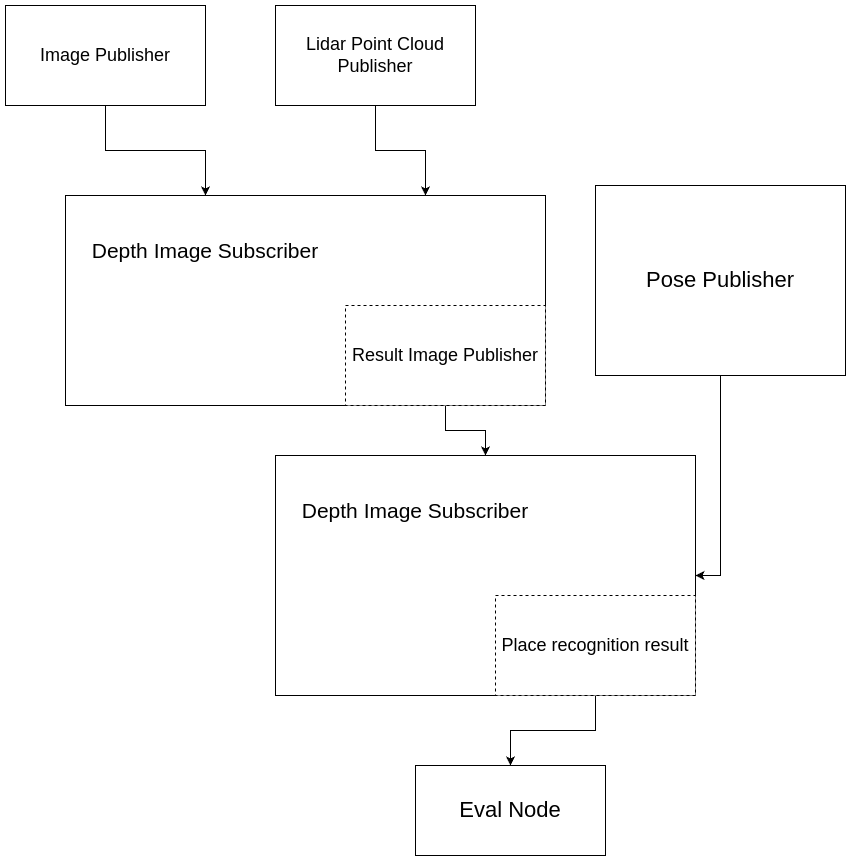 Image Publisher
Lidar Point Cloud
Publisher
Depth Image Subscriber
Pose Publisher
Result Image Publisher
Depth Image Subscriber
Place recognition result
Eval Node